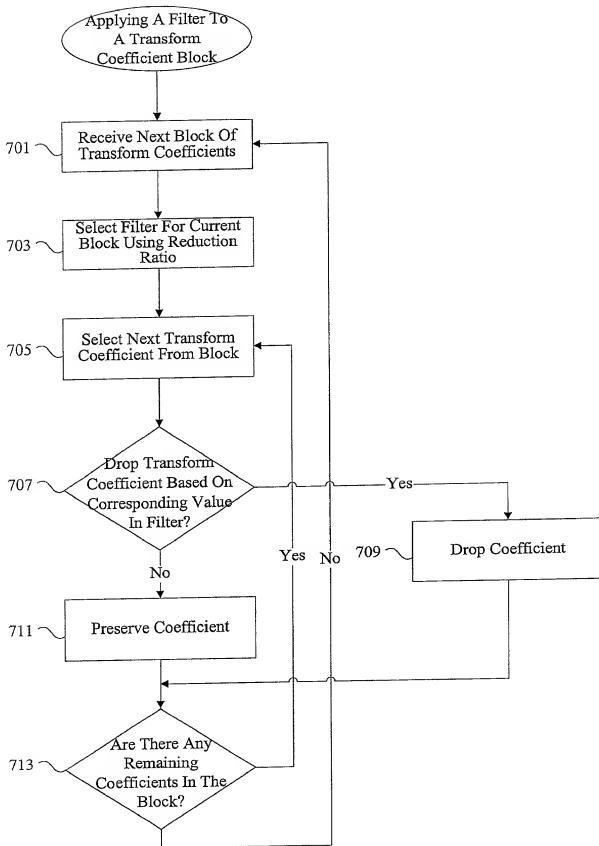 Applying A Filter To
A Transform
Coefficient Block
701
Receive Next Block Of
Transform Coefficients
703
Select Filter For Current
Block Using Reduction
Ratio
705
Select Next Transform
Coefficient From Block
707
Drop Transform
Coefficient Based On
Corresponding Value
In Filter?
Yes
No
Yes
No
709
Drop Coefficient
711
Preserve Coefficient
713
Are There Any
Remaining
Coefficients In The
Block?